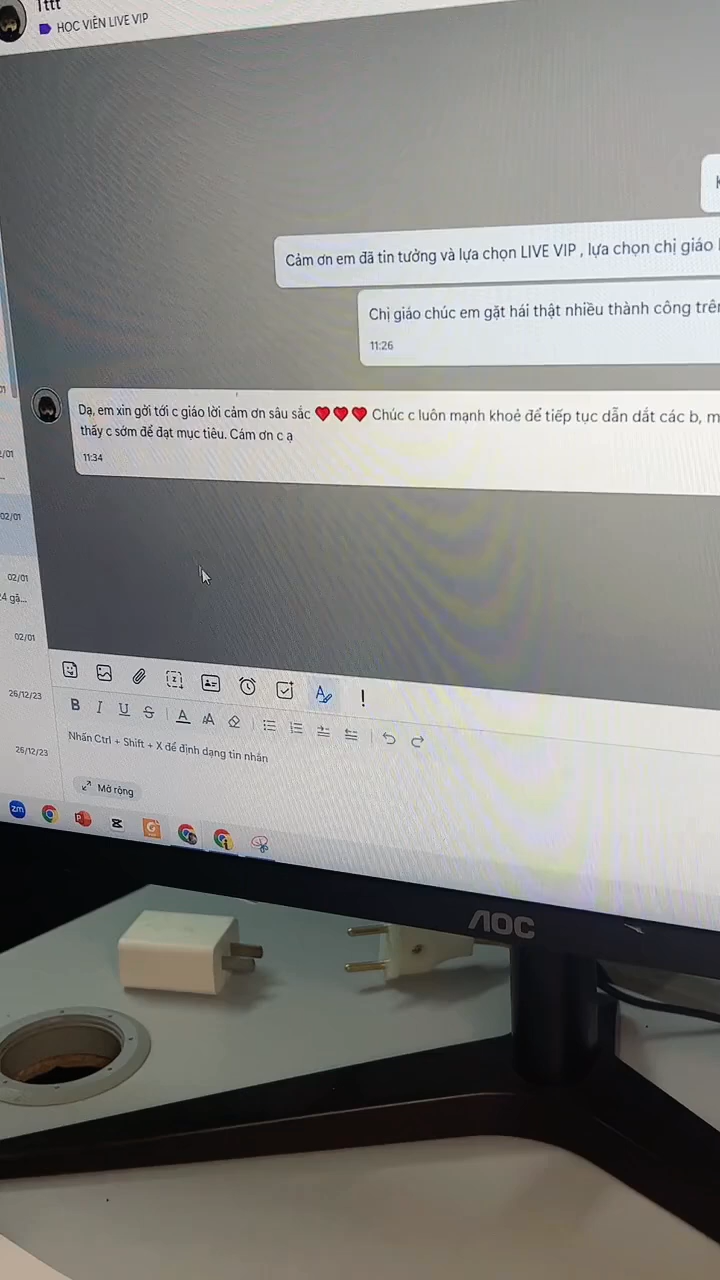 Tttt
HỌC VIÊN LIVE VIP
Cảm ơn em đã tin tưởng và lựa chọn LIVE VIP , lựa chọn chị giáo
Chị giáo chúc em gặt hái thật nhiều thành công trên
11:26
Dạ, em xin gởi tới c giáo lời cảm ơn sâu sắc ❤❤❤ Chúc c luôn mạnh khoẻ để tiếp tục dẫn dắt các b, m
thấy c sớm để đạt mục tiêu. Cám ơn c ạ
11:34
02/01
02/01
02/01
26/12/23
26/12/23
Nhấn Ctrl + Shift + X để định dạng tin nhắn
Mở rộng
zm
AOC